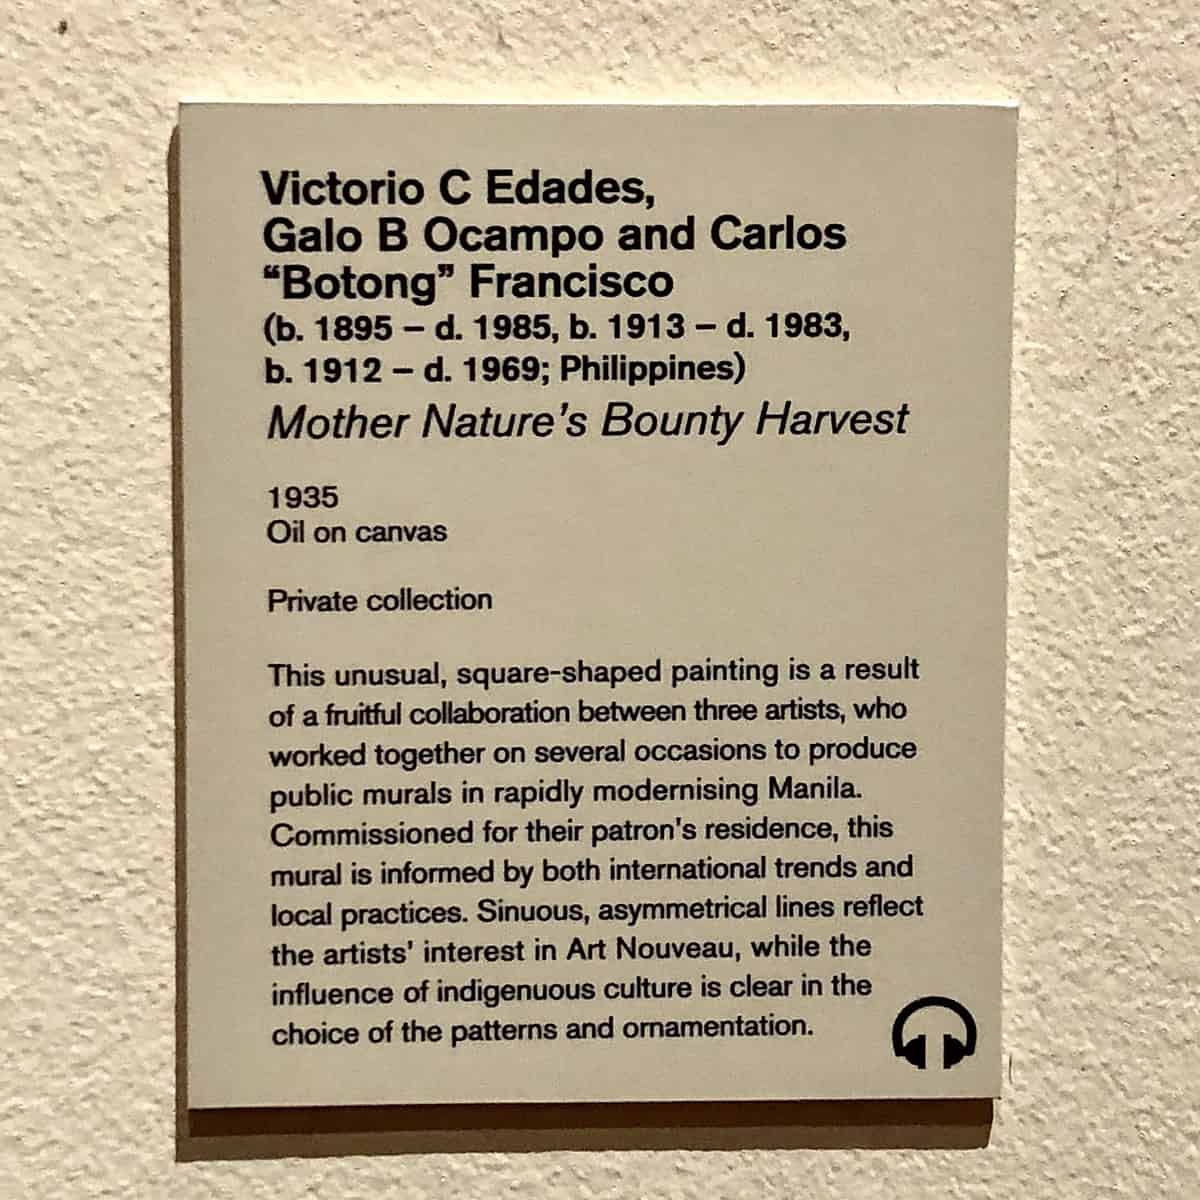 Victorio C Edades,
Galo B Ocampo and Carlos
“Botong” Francisco
(b. 1895 – d. 1985, b. 1913 – d. 1983,
b. 1912 – d. 1969; Philippines)
Mother Nature’s Bounty Harvest
1935
Oil on canvas
Private collection
This unusual, square-shaped painting is a result
of a fruitful collaboration between three artists, who
worked together on several occasions to produce
public murals in rapidly modernising Manila.
Commissioned for their patron's residence, this
mural is informed by both international trends and
local practices. Sinuous, asymmetrical lines reflect
the artists' interest in Art Nouveau, while the
influence of indigenuous culture is clear in the
choice of the patterns and ornamentation.